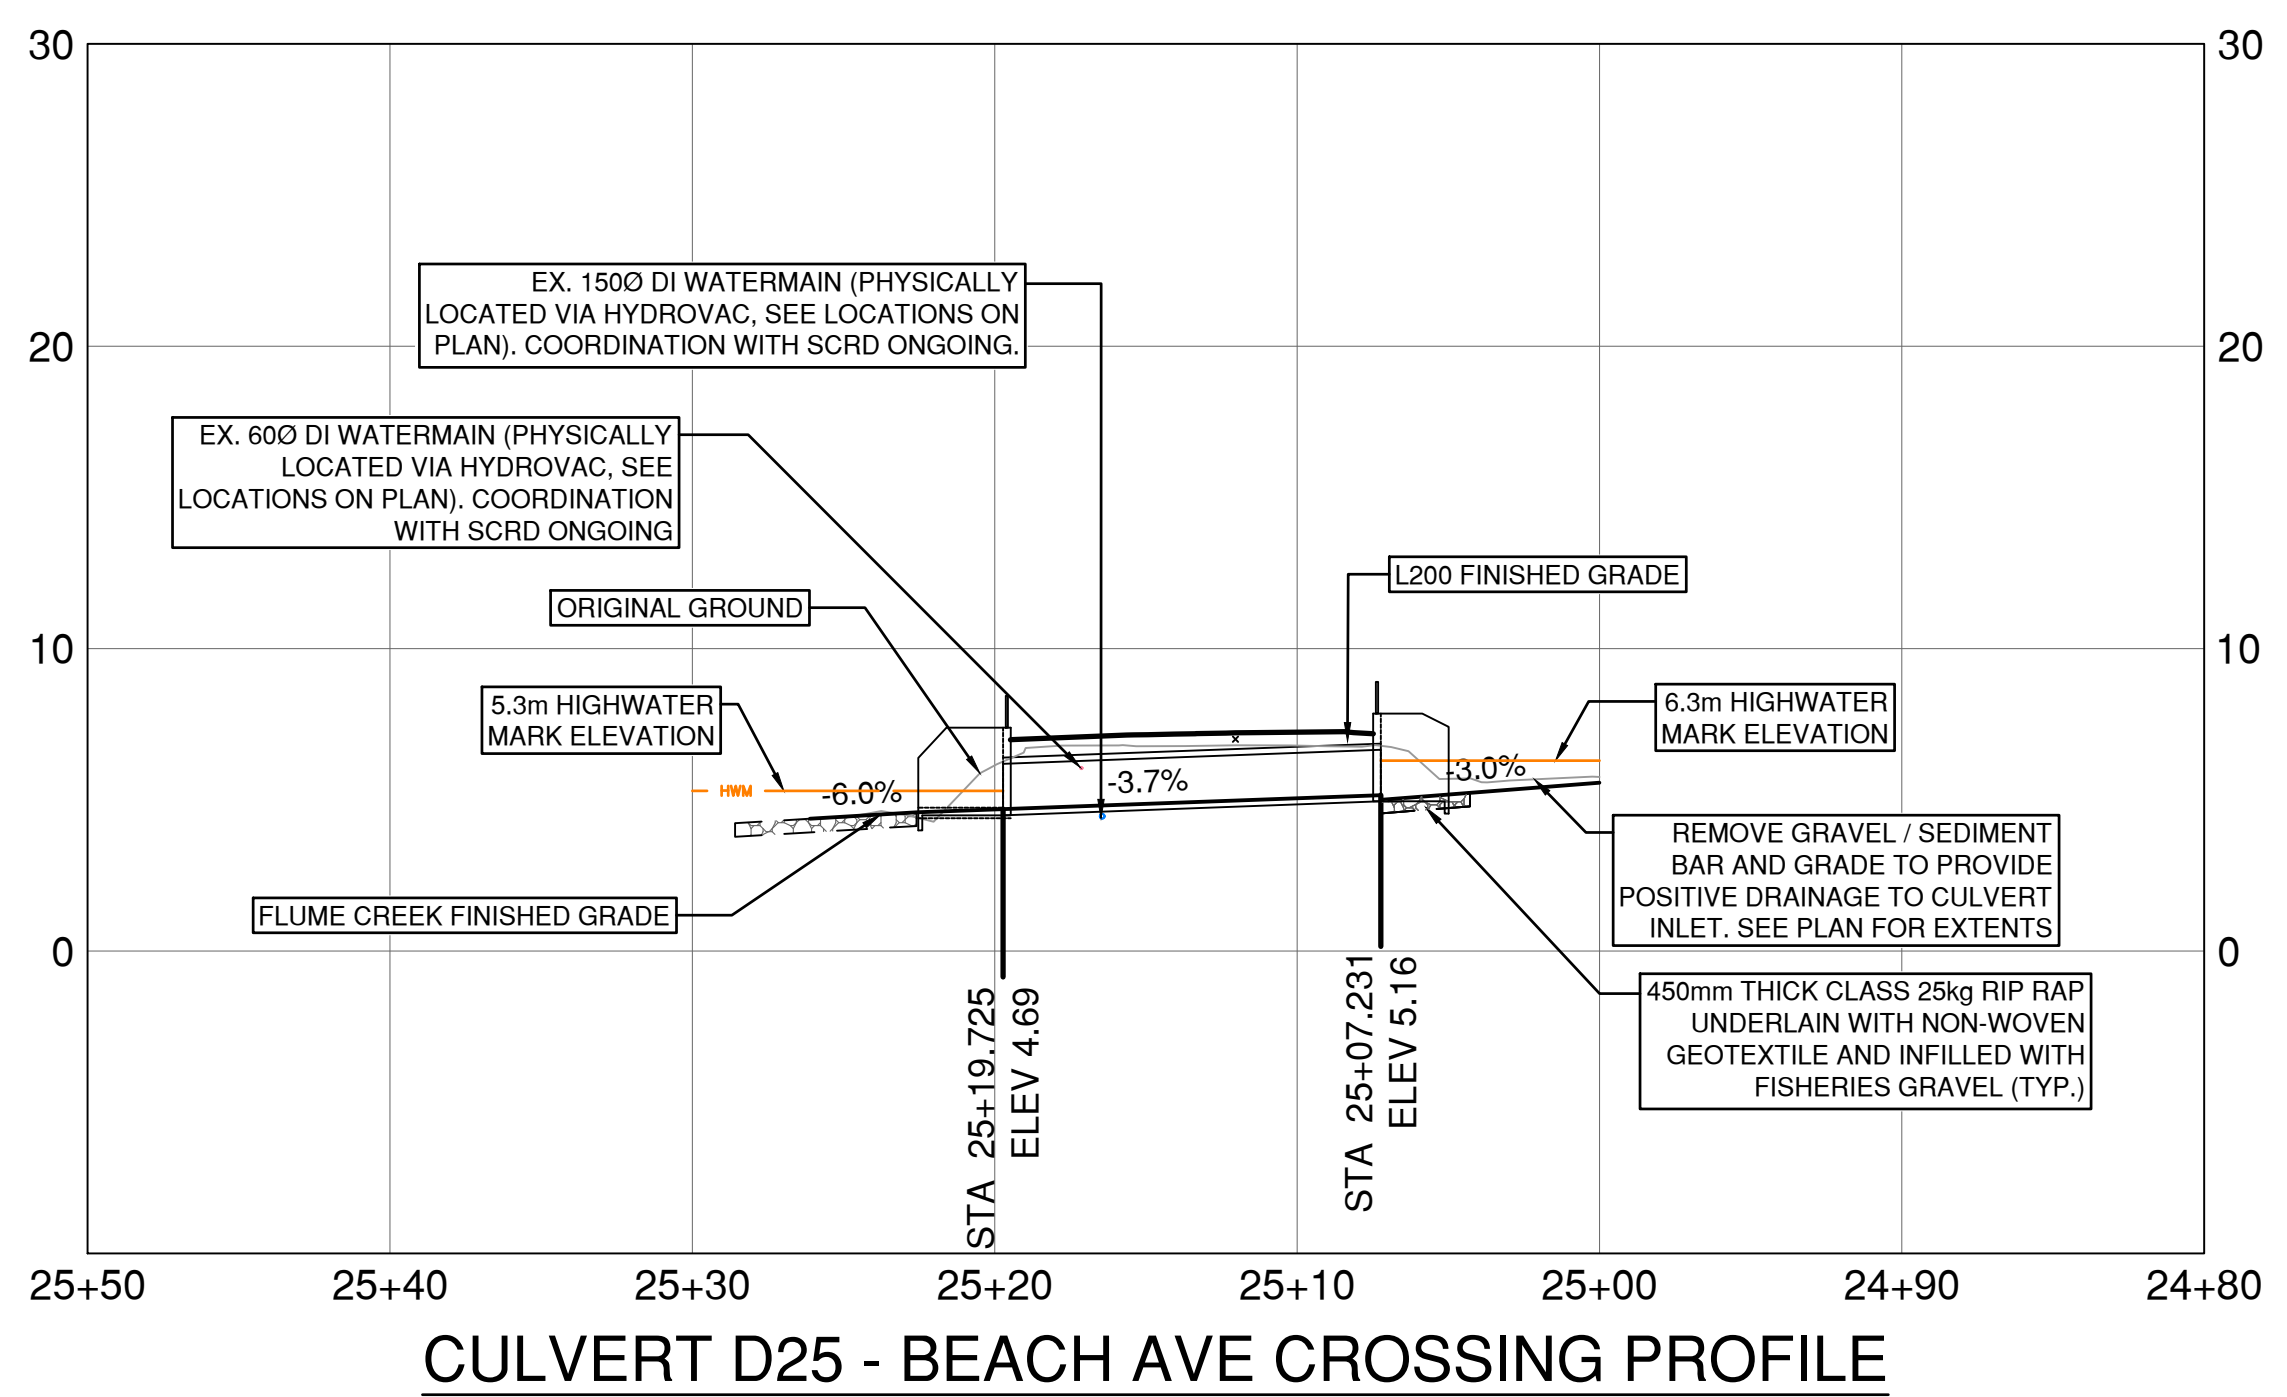 30
30
EX. 150Ø DI WATERMAIN (PHYSICALLY
LOCATED VIA HYDROVAC, SEE LOCATIONS ON
PLAN). COORDINATION WITH SCRD ONGOING.
20
20
EX. 60Ø DI WATERMAIN (PHYSICALLY
LOCATED VIA HYDROVAC, SEE
LOCATIONS ON PLAN). COORDINATION
WITH SCRD ONGOING
L200 FINISHED GRADE
ORIGINAL GROUND
10
10
5.3m HIGHWATER
MARK ELEVATION
6.3m HIGHWATER
MARK ELEVATION
HWM
-6.0%
-3.7%
-3.0%
REMOVE GRAVEL / SEDIMENT
BAR AND GRADE TO PROVIDE
POSITIVE DRAINAGE TO CULVERT
INLET. SEE PLAN FOR EXTENTS
FLUME CREEK FINISHED GRADE
0
0
STA 25+19.725
ELEV 4.69
STA 25+07.231
ELEV 5.16
450mm THICK CLASS 25kg RIP RAP
UNDERLAIN WITH NON-WOVEN
GEOTEXTILE AND INFILLED WITH
FISHERIES GRAVEL (TYP.)
25+50 25+40 25+30 25+20 25+10 25+00 24+90 24+80
CULVERT D25 - BEACH AVE CROSSING PROFILE